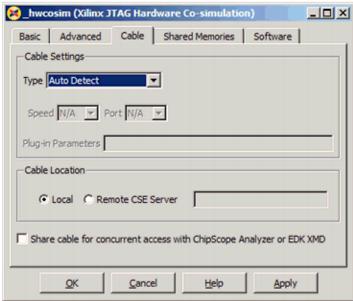 _hwcosim (Xilinx JTAG Hardware Co-simulation)
Basic Advanced Cable Shared Memories Software
Cable Settings
Type Auto Detect
Speed N/A Port N/A
Plug-in Parameters
Cable Location
Local Remote CSE Server
Share cable for concurrent access with ChipScope Analyzer or EDK XMD
OK Cancel Help Apply